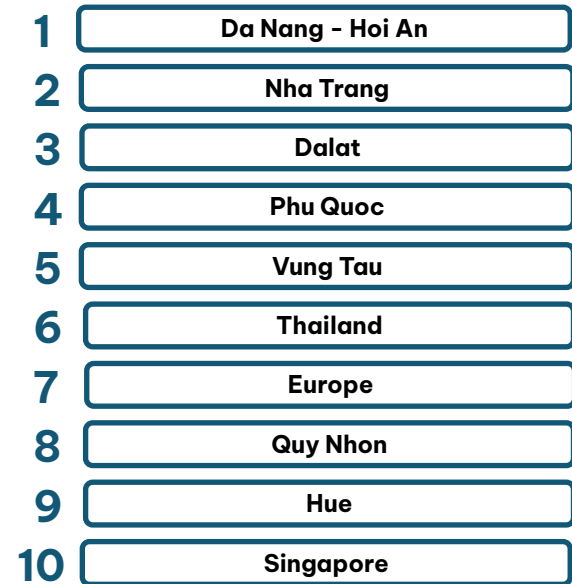 1 Da Nang - Hoi An
2 Nha Trang
3 Dalat
4 Phu Quoc
5 Vung Tau
6 Thailand
7 Europe
8 Quy Nhon
9 Hue
10 Singapore